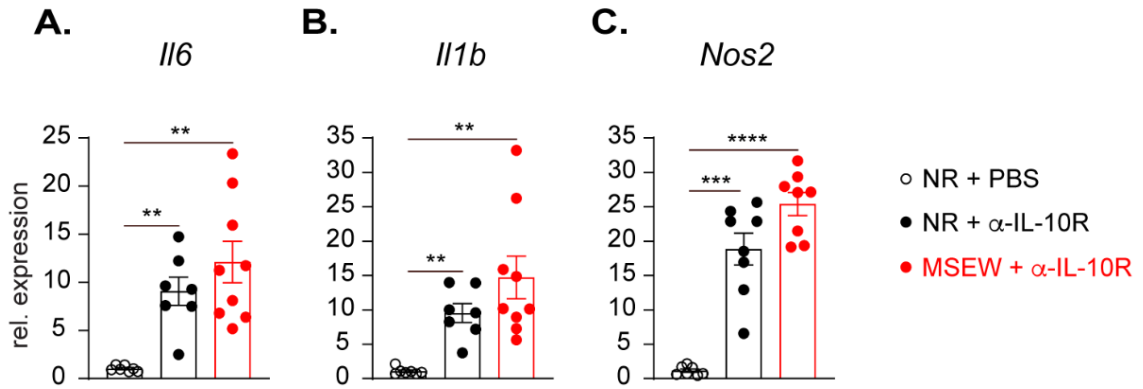 A.
Il6
rel. expression
25
20
15
10
5
0
**
**
B.
Il1b
35
30
25
20
15
10
5
0
**
**
C.
Nos2
35
30
25
20
15
10
5
0
****
***
NR + PBS
NR + α-IL-10R
MSEW + α-IL-10R